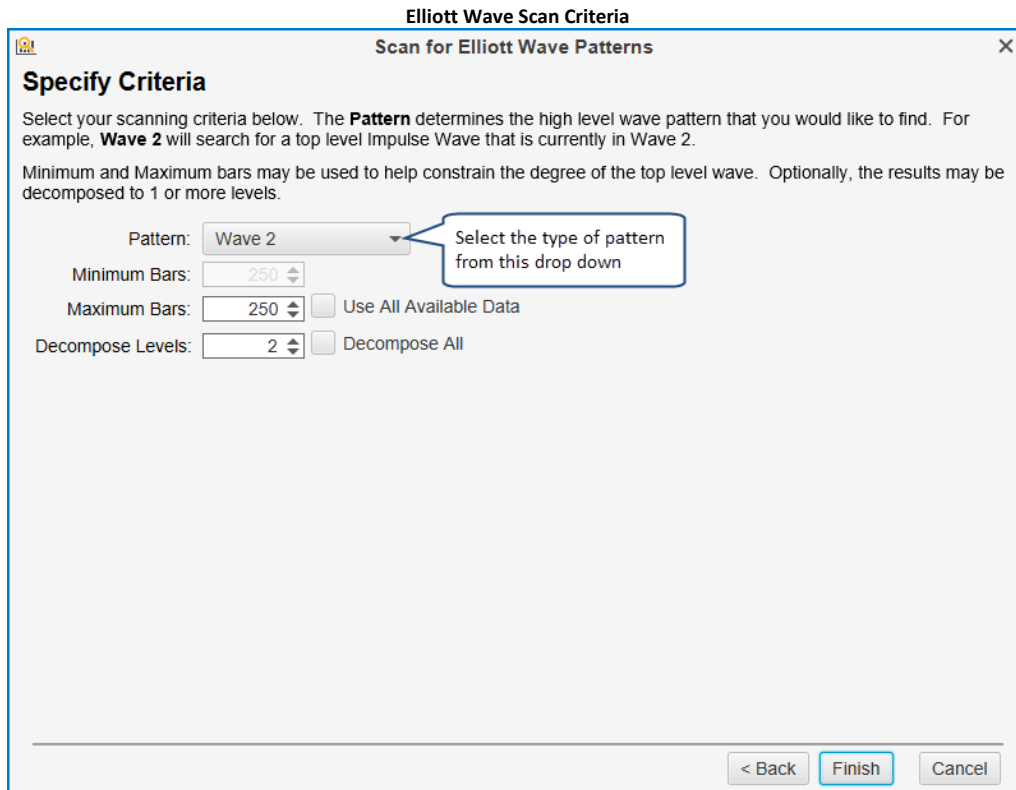 Elliott Wave Scan Criteria
Scan for Elliott Wave Patterns
Specify Criteria
Select your scanning criteria below. The Pattern determines the high level wave pattern that you would like to find. For
example, Wave 2 will search for a top level Impulse Wave that is currently in Wave 2.
Minimum and Maximum bars may be used to help constrain the degree of the top level wave. Optionally, the results may be
decomposed to 1 or more levels.
Pattern: Wave 2
Select the type of pattern
from this drop down
Minimum Bars: 250
Maximum Bars: 250 Use All Available Data
Decompose Levels: 2 Decompose All
< Back Finish Cancel